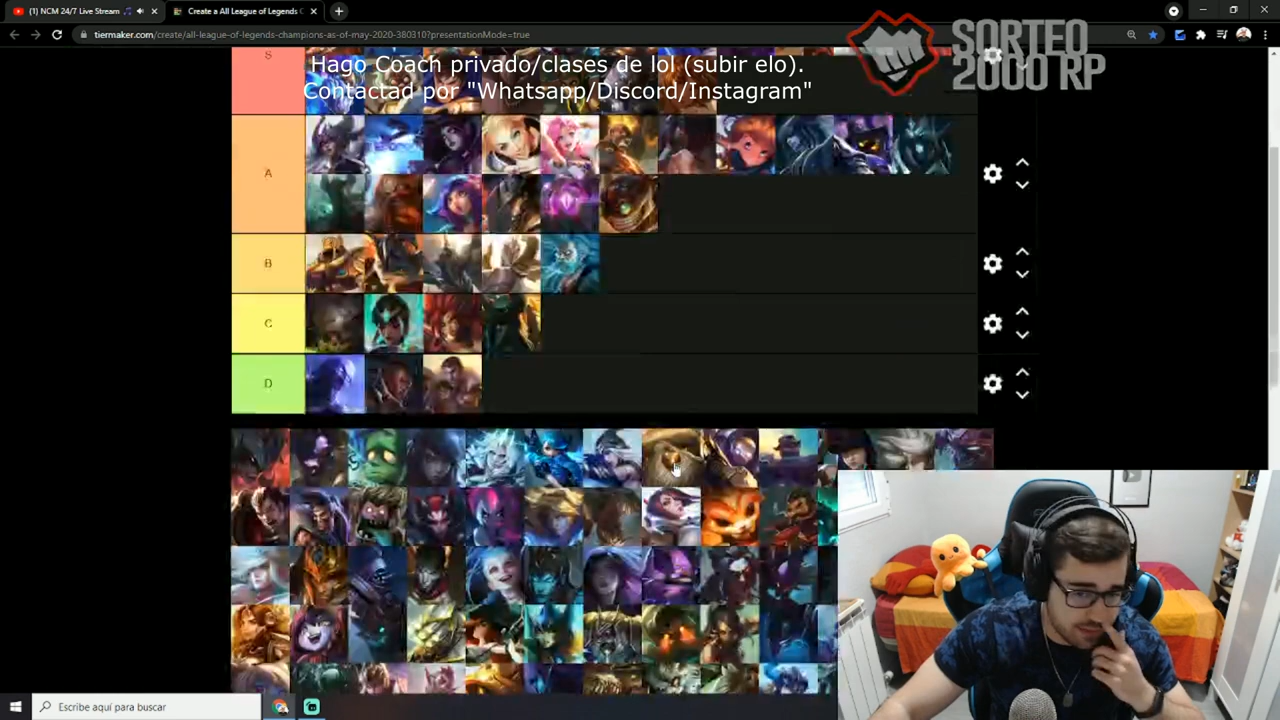 (1) NCM 24/7 Live Stream
Create a All League of Legends C
tiermaker.com/create/all-league-of-legends-champions-as-of-may-2020-380310?presentationMode=true
SORTEO
2000 RP
Hago Coach privado/clases de lol (subir elo).
Contactad por "Whatsapp/Discord/Instagram"
S
A
B
C
D
Escribe aquí para buscar